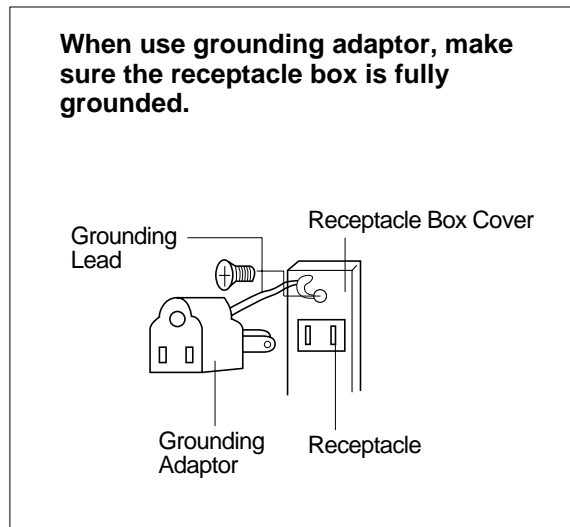 When use grounding adaptor, make
sure the receptacle box is fully
grounded.
Grounding
Lead
Receptacle Box Cover
Grounding
Adaptor
Receptacle